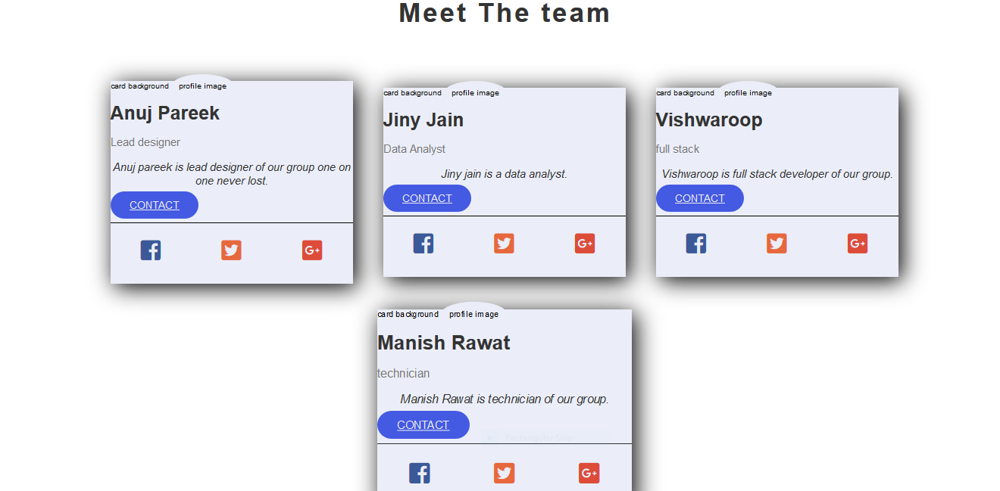 Meet The team
card background profile image
Anuj Pareek
Lead designer
Anuj pareek is lead designer of our group one on
one never lost.
CONTACT
G+
card background profile image
Jiny Jain
Data Analyst
Jiny jain is a data analyst.
CONTACT
G+
card background profile image
Vishwaroop
full stack
Vishwaroop is full stack developer of our group.
CONTACT
G+
card background profile image
Manish Rawat
technician
Manish Rawat is technician of our group.
CONTACT
G+